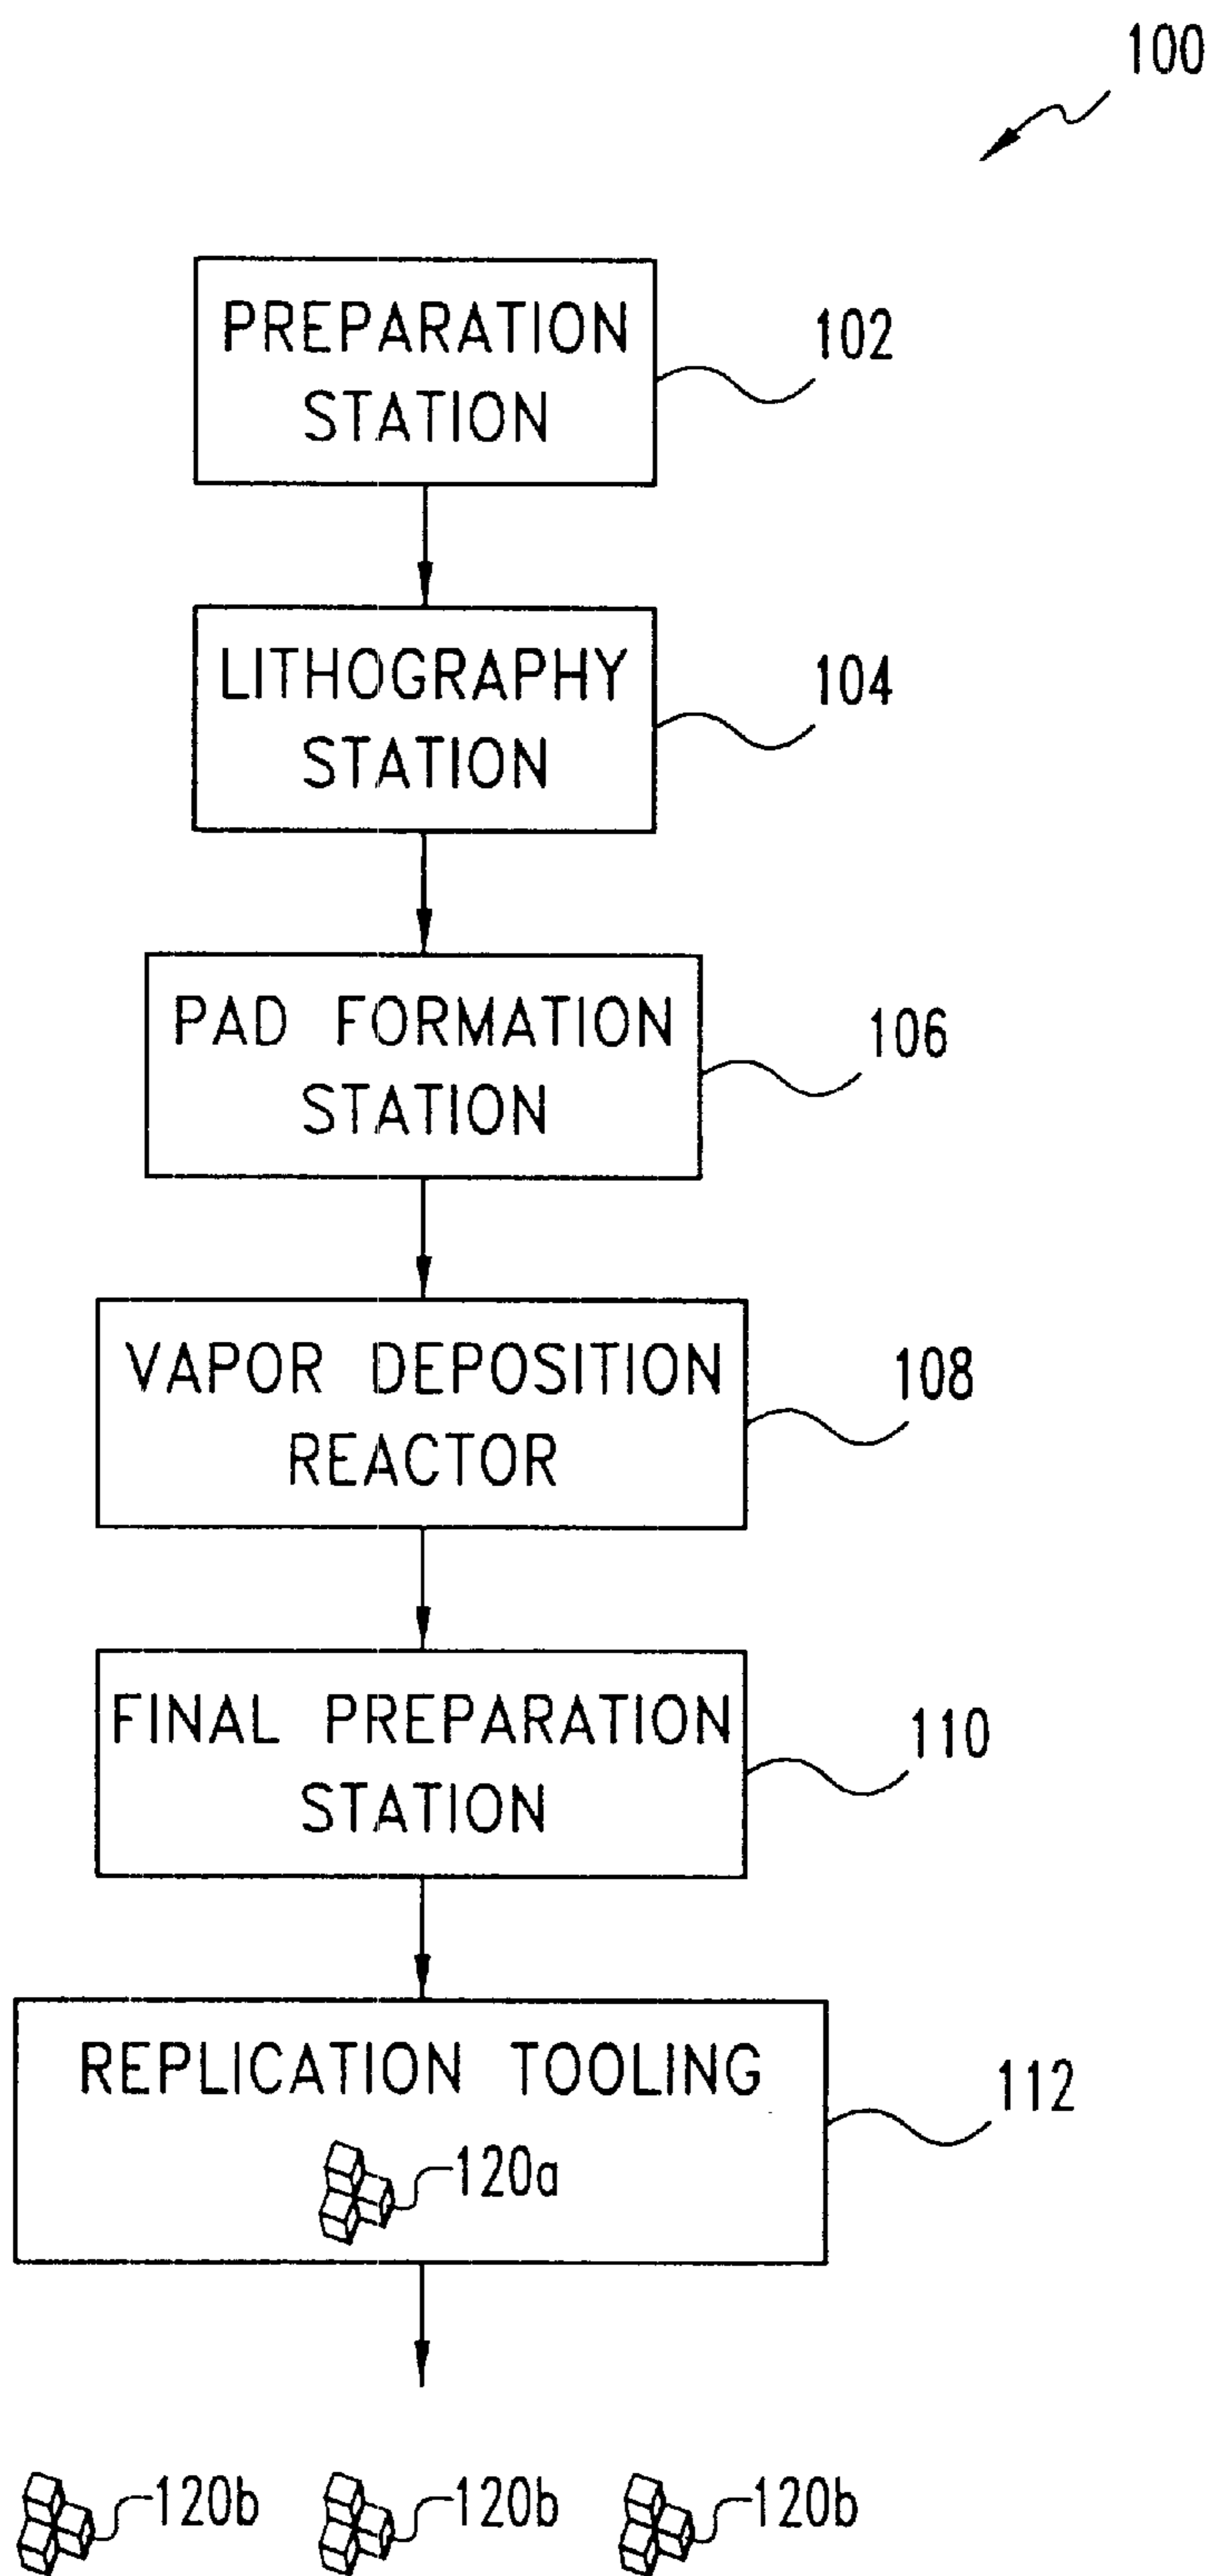 100
PREPARATION
STATION
102
LITHOGRAPHY
STATION
104
PAD FORMATION
STATION
106
VAPOR DEPOSITION
REACTOR
108
FINAL PREPARATION
STATION
110
REPLICATION TOOLING
112
120a
120b 120b 120b